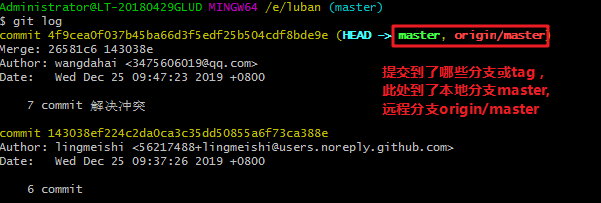 Administrator@LT-20180429GLUD MINGW64 /e/luban (master)
$ git log
commit 4f9cea0f037b45ba66d3f5edf25b504cdf8bde9e (HEAD -> master, origin/master)
Merge: 26581c6 143038e
Author: wangdahai <3475606019@qq.com>
Date:   Wed Dec 25 09:47:23 2019 +0800
提交到了哪些分支或tag，
此处到了本地分支master,
远程分支origin/master
7 commit 解决冲突
commit 143038ef224c2da0ca3c35dd50855a6f73ca388e
Author: lingmeishi <56217488+lingmeishi@users.noreply.github.com>
Date:   Wed Dec 25 09:37:26 2019 +0800
6 commit